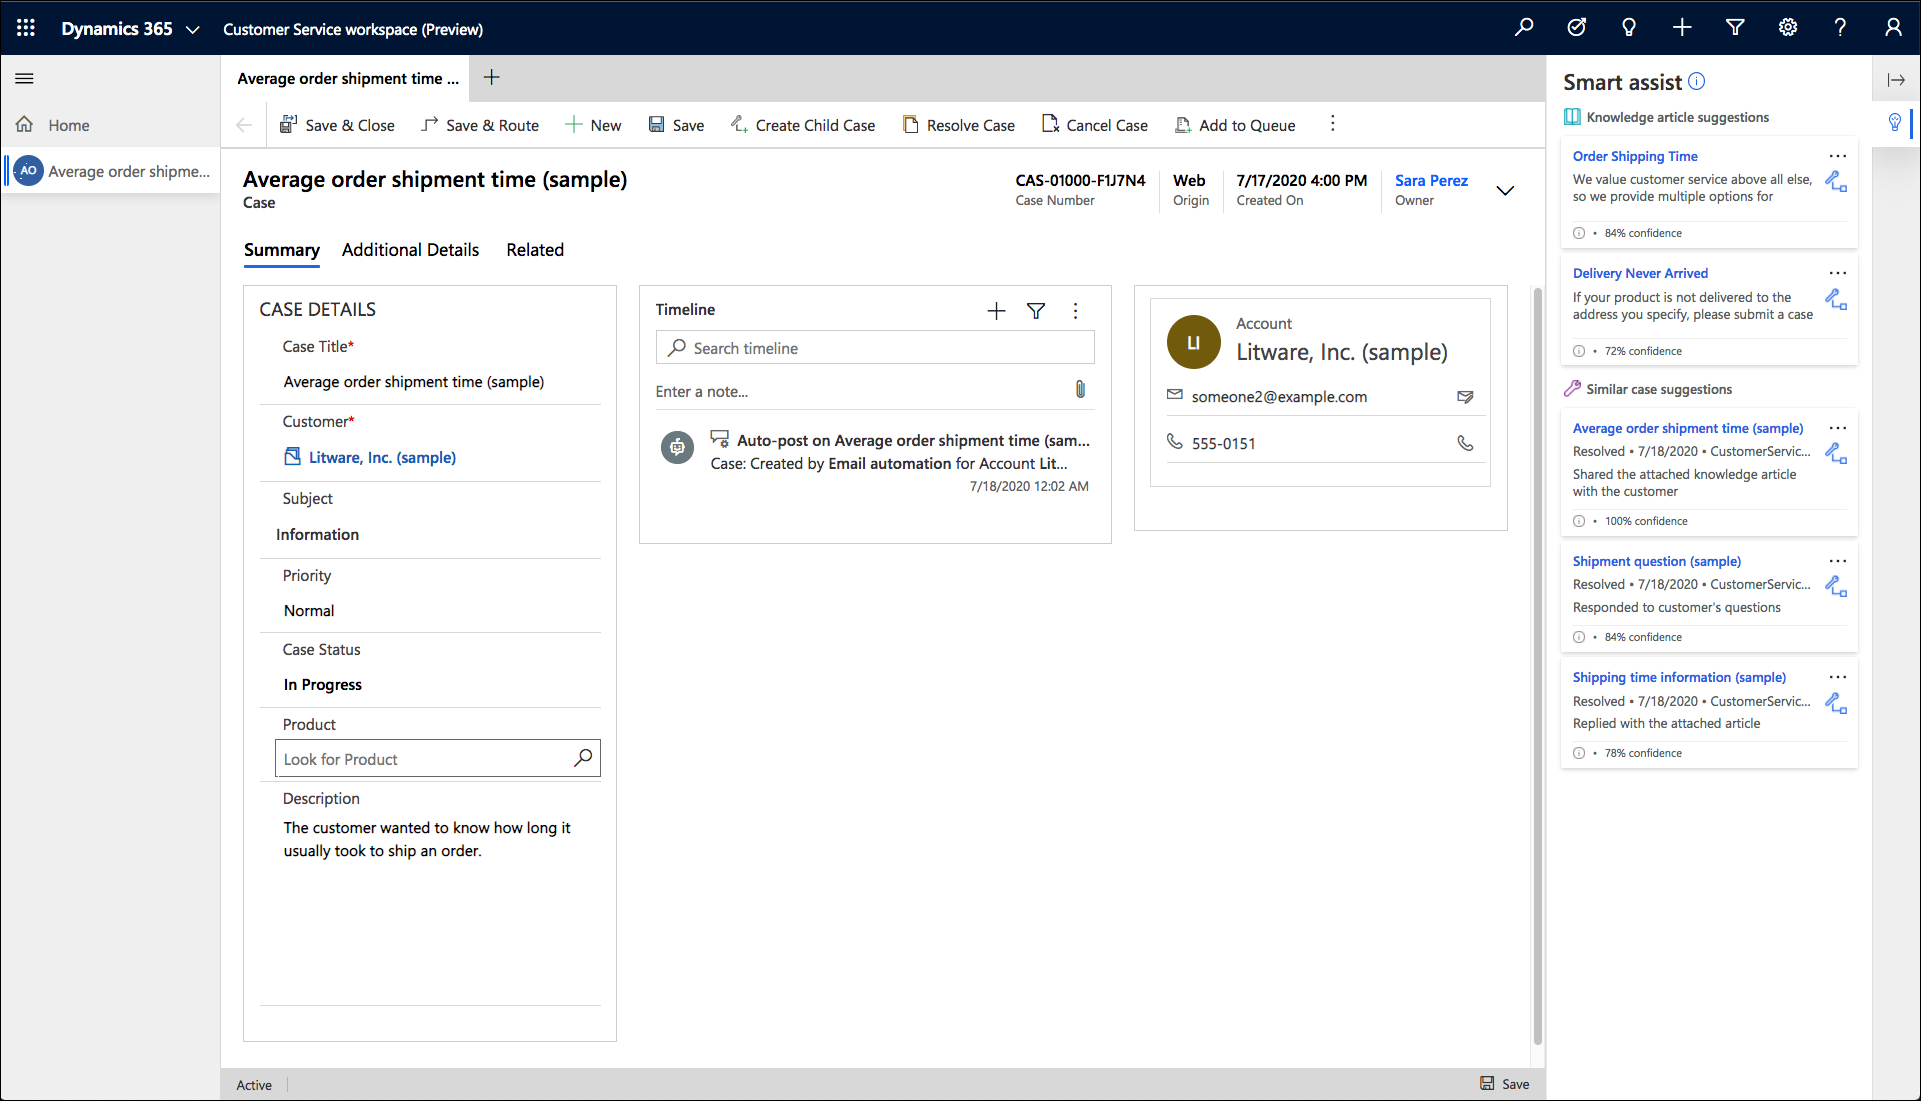 Dynamics 365
Customer Service workspace (Preview)
Average order shipment time ...
Home
AO
Average order shipme...
Save & Close
Save & Route
New
Save
Create Child Case
Resolve Case
Cancel Case
Add to Queue
Average order shipment time (sample)
Case
CAS-01000-F1J7N4
Case Number
Web
Origin
7/17/2020 4:00 PM
Created On
Sara Perez
Owner
Summary
Additional Details
Related
CASE DETAILS
Case Title*
Average order shipment time (sample)
Customer*
Litware, Inc. (sample)
Subject
Information
Priority
Normal
Case Status
In Progress
Product
Look for Product
Description
The customer wanted to know how long it
usually took to ship an order.
Timeline
Search timeline
Enter a note...
Auto-post on Average order shipment time (sam...
Case: Created by Email automation for Account Lit...
7/18/2020 12:02 AM
LI
Account
Litware, Inc. (sample)
someone2@example.com
555-0151
Smart assist
Knowledge article suggestions
Order Shipping Time
We value customer service above all else,
so we provide multiple options for
• 84% confidence
Delivery Never Arrived
If your product is not delivered to the
address you specify, please submit a case
• 72% confidence
Similar case suggestions
Average order shipment time (sample)
Resolved • 7/18/2020 • CustomerServic...
Shared the attached knowledge article
with the customer
• 100% confidence
Shipment question (sample)
Resolved • 7/18/2020 • CustomerServic...
Responded to customer's questions
• 84% confidence
Shipping time information (sample)
Resolved • 7/18/2020 • CustomerServic...
Replied with the attached article
• 78% confidence
Active
Save